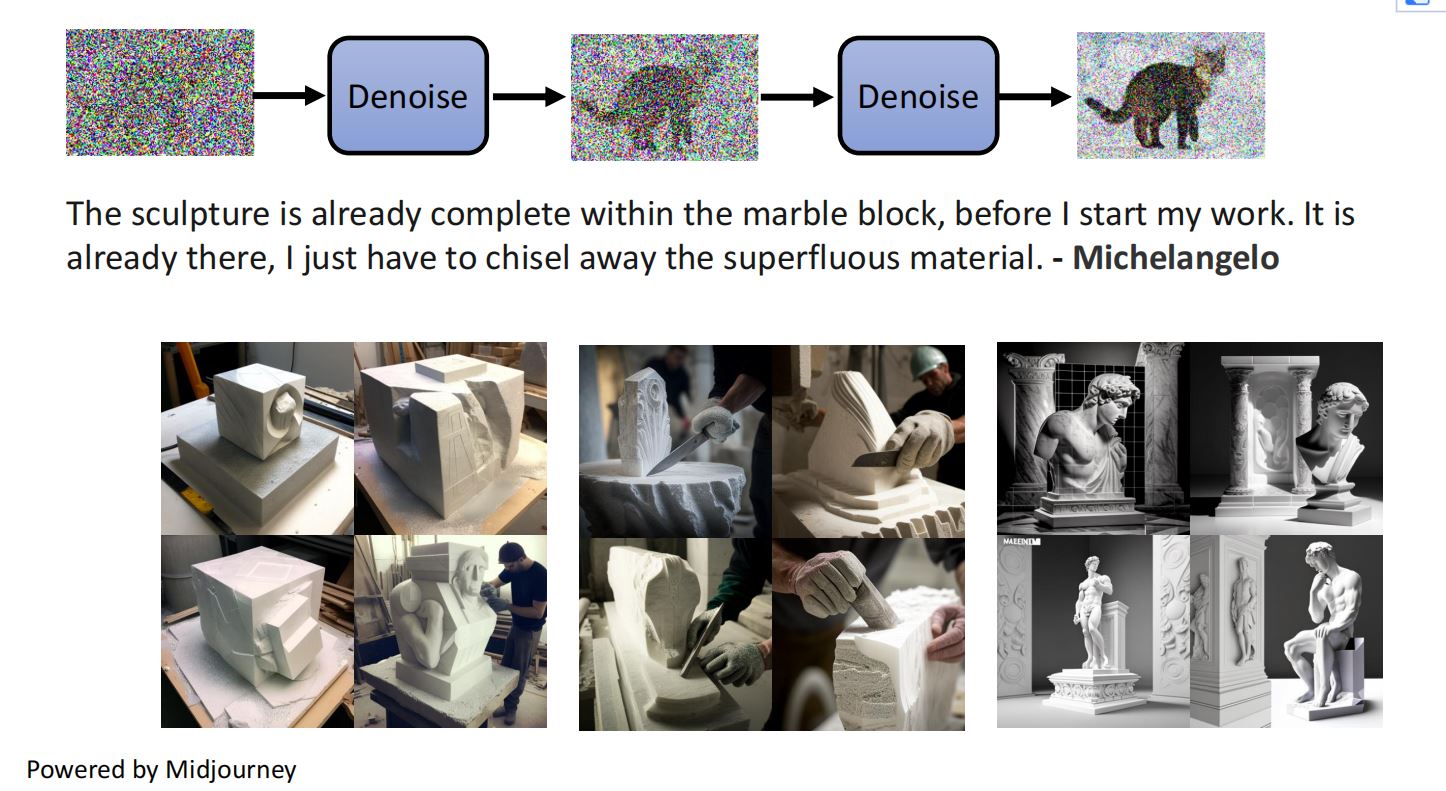 Denoise
Denoise
The sculpture is already complete within the marble block, before I start my work. It is
already there, I just have to chisel away the superfluous material. - Michelangelo
Powered by Midjourney